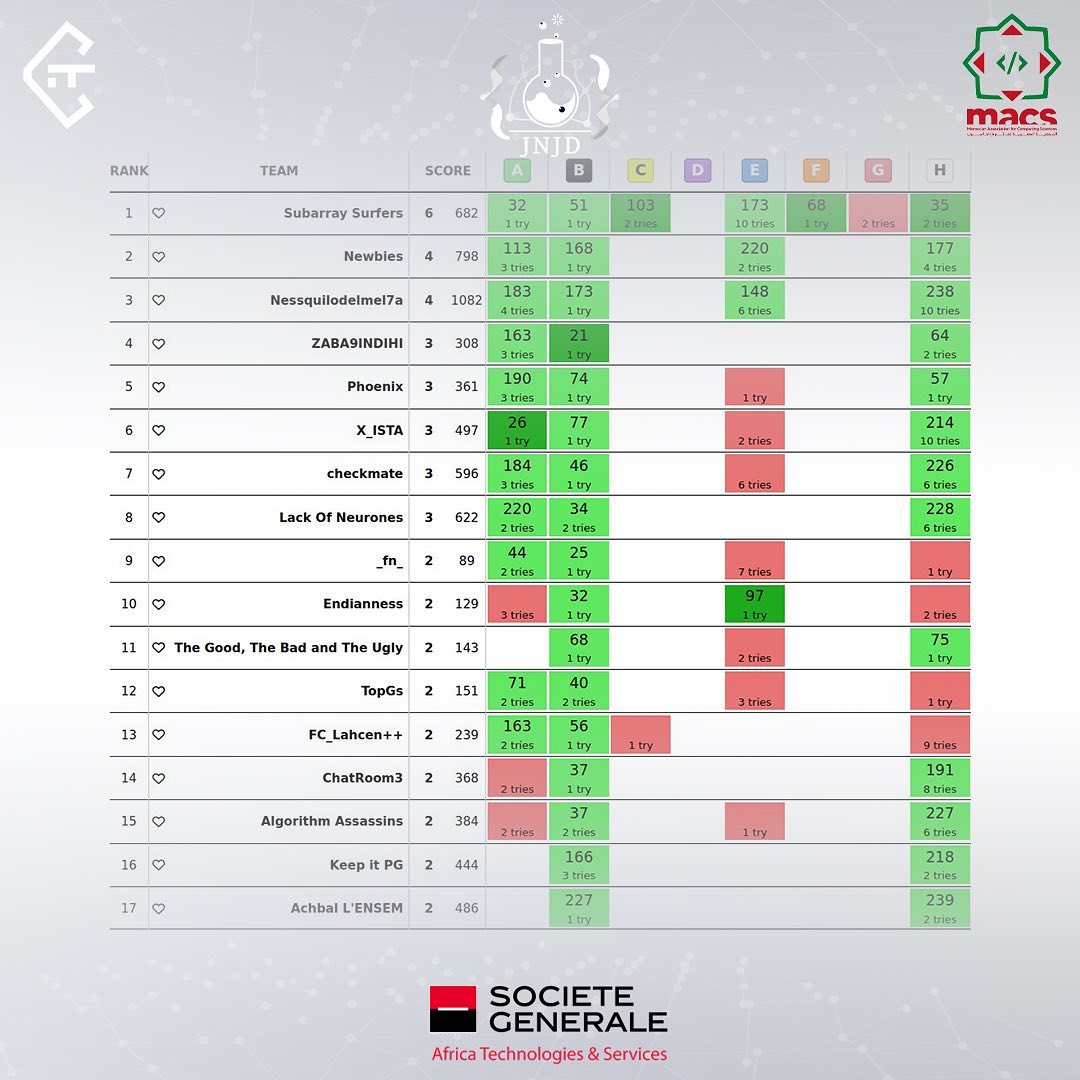 JNJD
</>
macs
Moroccan Association for Computing Sciences
RANK TEAM SCORE A B C D E F G H
1 Subarray Surfers 6 682 32 1 try 51 1 try 103 2 tries 173 10 tries 68 1 try 2 tries 35 2 tries
2 Newbies 4 798 113 3 tries 168 1 try 220 2 tries 177 4 tries
3 Nessquilodelmel7a 4 1082 183 4 tries 173 1 try 148 6 tries 238 10 tries
4 ZABA9INDIHI 3 308 163 3 tries 21 1 try 64 2 tries
5 Phoenix 3 361 190 3 tries 74 1 try 1 try 57 1 try
6 X_ISTA 3 497 26 1 try 77 1 try 2 tries 214 10 tries
7 checkmate 3 596 184 3 tries 46 1 try 6 tries 226 6 tries
8 Lack Of Neurones 3 622 220 2 tries 34 2 tries 228 6 tries
9 _fn_ 2 89 44 2 tries 25 1 try 7 tries 1 try
10 Endianness 2 129 3 tries 32 1 try 97 1 try 2 tries
11 The Good, The Bad and The Ugly 2 143 68 1 try 2 tries 75 1 try
12 TopGs 2 151 71 2 tries 40 2 tries 3 tries 1 try
13 FC_Lahcen++ 2 239 163 2 tries 56 1 try 1 try 9 tries
14 ChatRoom3 2 368 2 tries 37 1 try 191 8 tries
15 Algorithm Assassins 2 384 2 tries 37 2 tries 1 try 227 6 tries
16 Keep it PG 2 444 166 3 tries 218 2 tries
17 Achbal L'ENSEM 2 486 227 1 try 239 2 tries
SOCIETE
GENERALE
Africa Technologies & Services